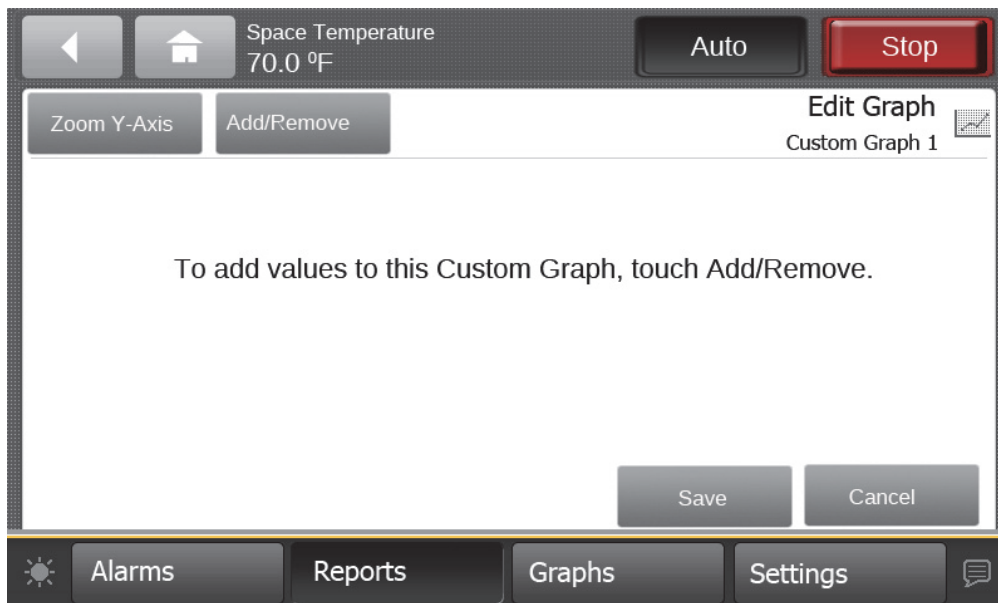 Space Temperature
70.0 ºF
Auto
Stop
Zoom Y-Axis
Add/Remove
Edit Graph
Custom Graph 1
To add values to this Custom Graph, touch Add/Remove.
Save
Cancel
Alarms
Reports
Graphs
Settings